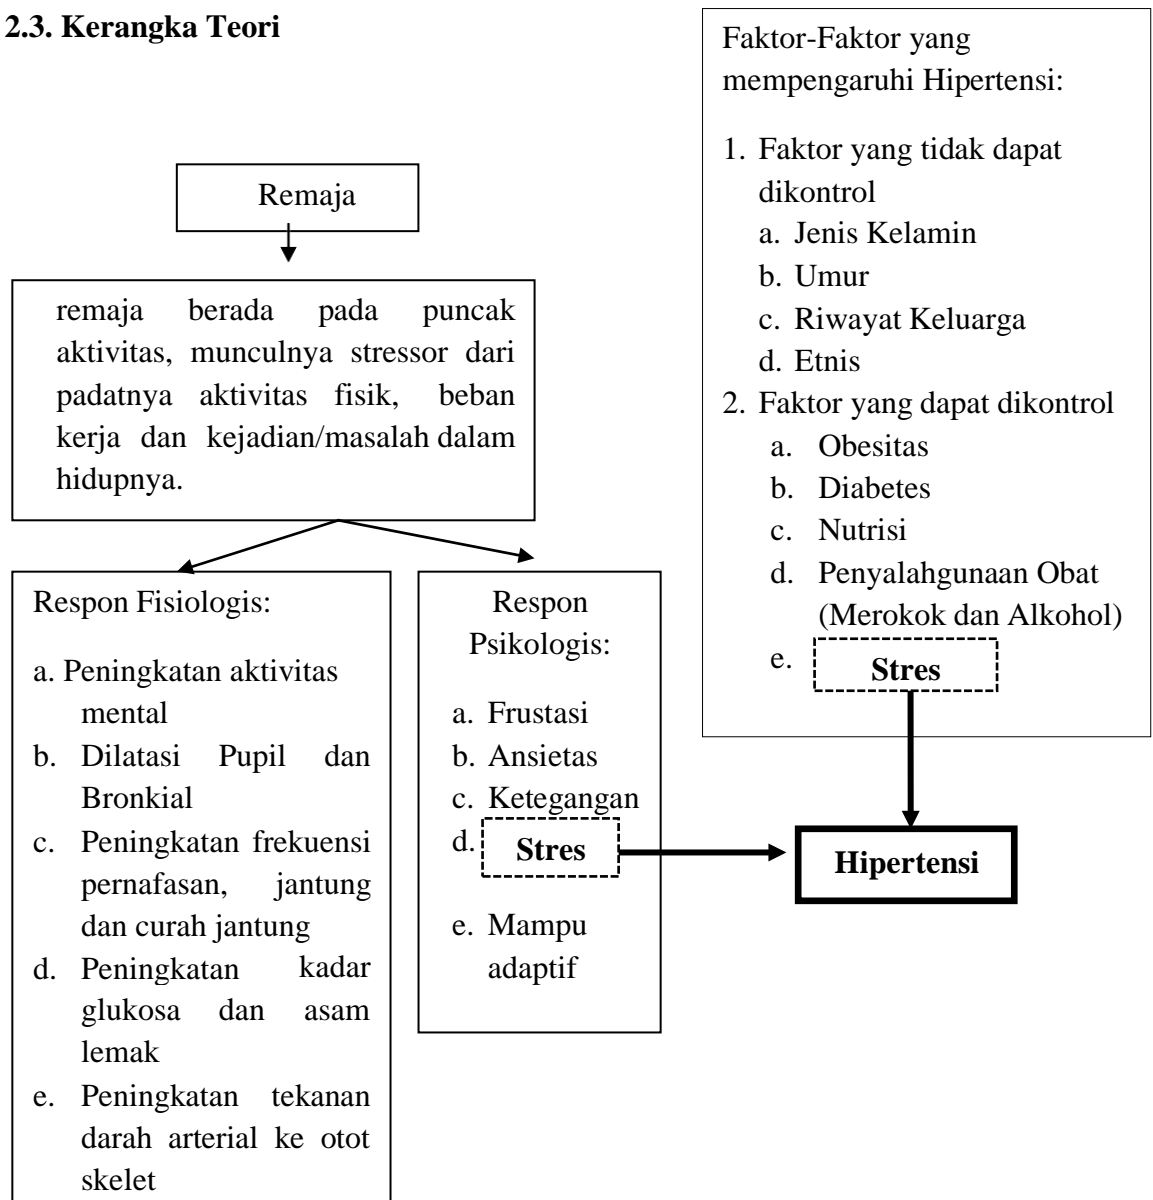 2.3. Kerangka Teori
Remaja
remaja berada pada puncak
aktivitas, munculnya stressor dari
padatnya aktivitas fisik, beban
kerja dan kejadian/masalah dalam
hidupnya.
Respon Fisiologis:
a. Peningkatan aktivitas
mental
b. Dilatasi Pupil dan
Bronkial
c. Peningkatan frekuensi
pernafasan, jantung
dan curah jantung
d. Peningkatan kadar
glukosa dan asam
lemak
e. Peningkatan tekanan
darah arterial ke otot
skelet
Respon
Psikologis:
a. Frustasi
b. Ansietas
c. Ketegangan
d. Stres
e. Mampu
adaptif
Faktor-Faktor yang
mempengaruhi Hipertensi:
1. Faktor yang tidak dapat
dikontrol
a. Jenis Kelamin
b. Umur
c. Riwayat Keluarga
d. Etnis
2. Faktor yang dapat dikontrol
a. Obesitas
b. Diabetes
c. Nutrisi
d. Penyalahgunaan Obat
(Merokok dan Alkohol)
e. Stres
Hipertensi